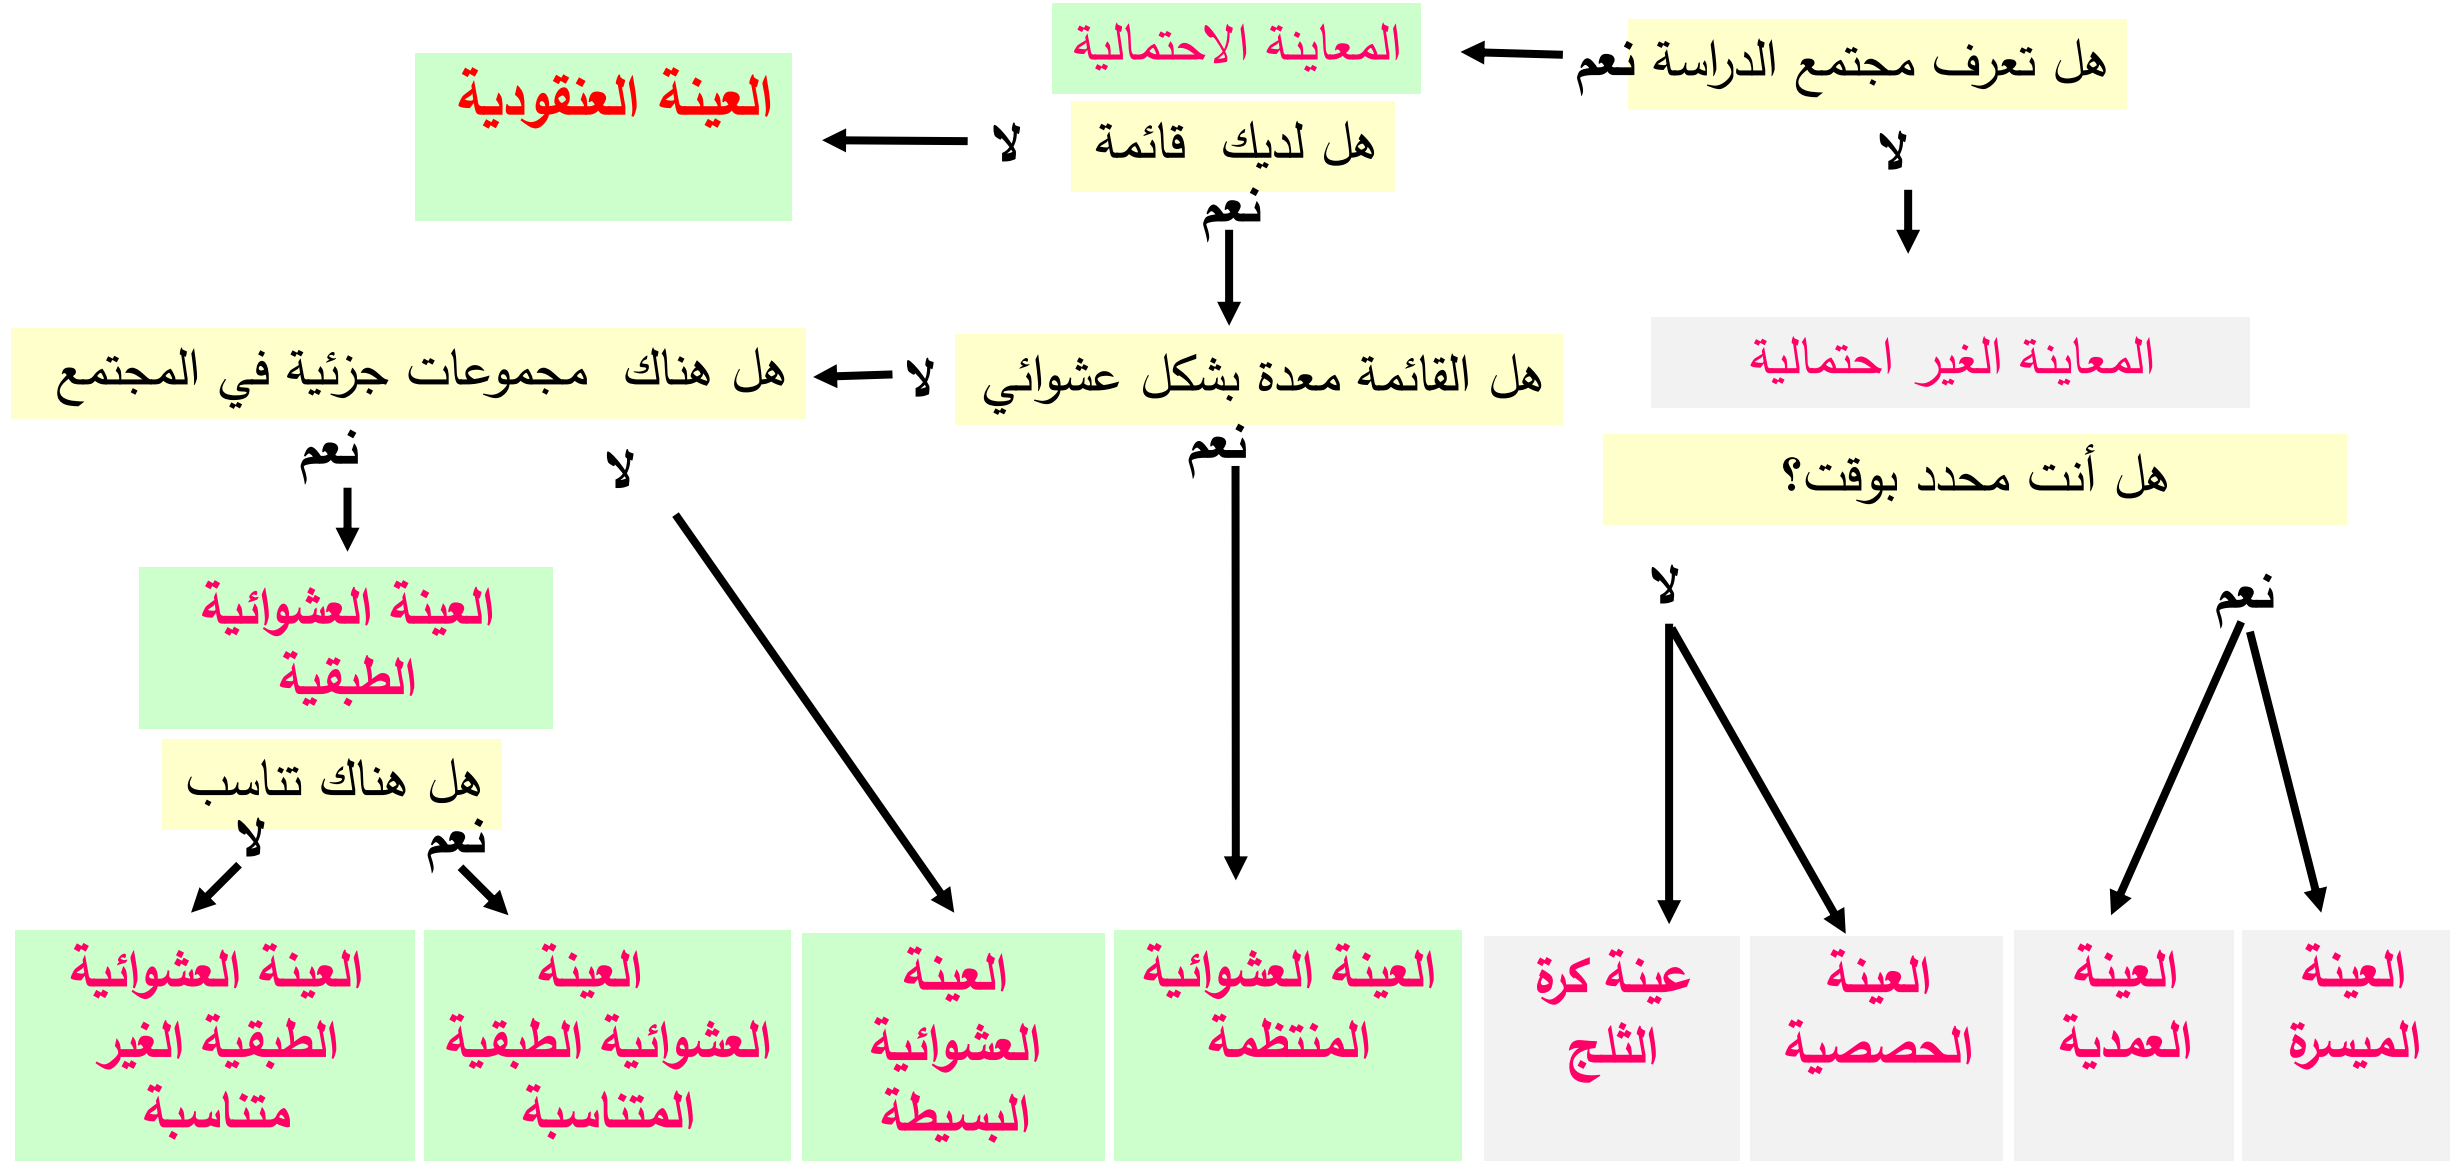 هل تعرف مجتمع الدراسة
نعم
المعاينة الاحتمالية
العينة العنقودية
لا
هل لديك قائمة
لا
نعم
المعاينة الغير احتمالية
هل القائمة معدة بشكل عشوائي
لا
هل هناك مجموعات جزئية في المجتمع
هل أنت محدد بوقت؟
نعم
لا
نعم
نعم
لا
العينة العشوائية
الطبقية
هل هناك تناسب
نعم
لا
العينة
الميسرة
العينة
العمدية
العينة
الحصصية
عينة كرة
الثلج
العينة العشوائية
المنتظمة
العينة
العشوائية
البسيطة
العينة
العشوائية الطبقية
المتناسبة
العينة العشوائية
الطبقية الغير
متناسبة